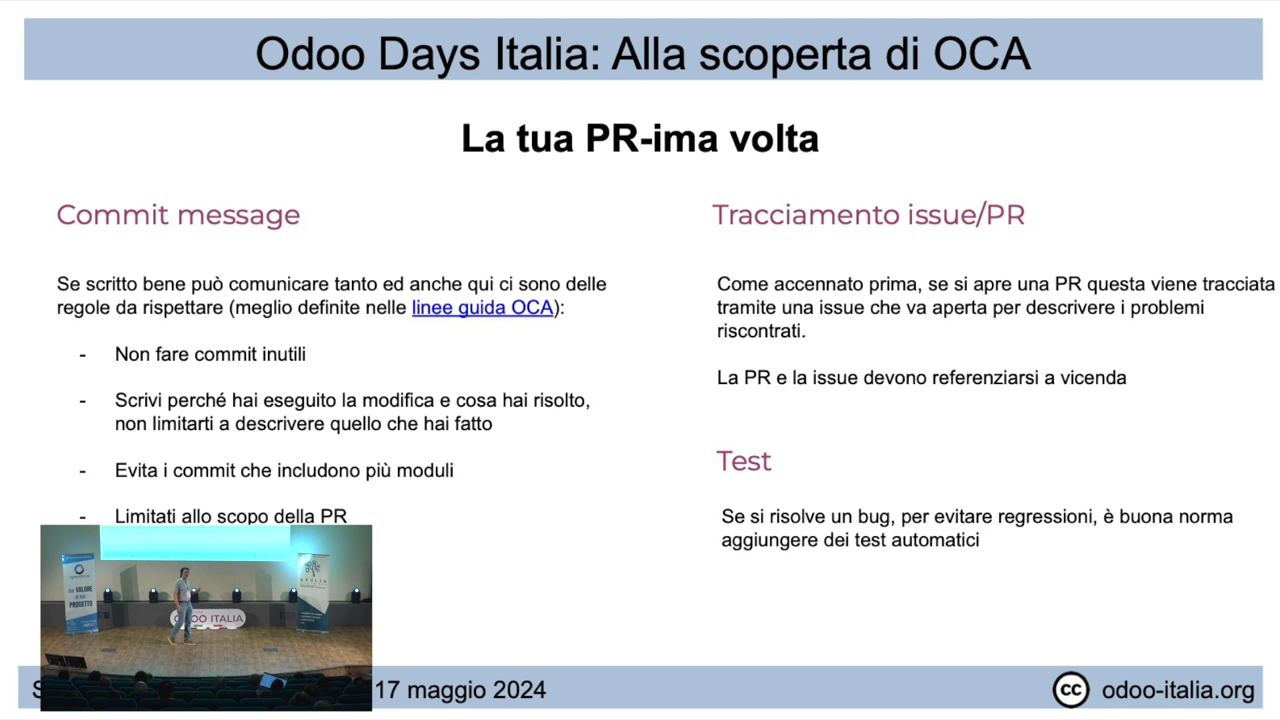 Odoo Days Italia: Alla scoperta di OCA
La tua PR-ima volta
Commit message
Se scritto bene può comunicare tanto ed anche qui ci sono delle
regole da rispettare (meglio definite nelle linee guida OCA):
- Non fare commit inutili
- Scrivi perché hai eseguito la modifica e cosa hai risolto,
non limitarti a descrivere quello che hai fatto
- Evita i commit che includono più moduli
- Limitati allo scopo della PR
Tracciamento issue/PR
Come accennato prima, se si apre una PR questa viene tracciata
tramite una issue che va aperta per descrivere i problemi
riscontrati.
La PR e la issue devono referenziarsi a vicenda
Test
Se si risolve un bug, per evitare regressioni, è buona norma
aggiungere dei test automatici
VALORE
PROGETTO
ODOO ITALIA
17 maggio 2024
cc odoo-italia.org